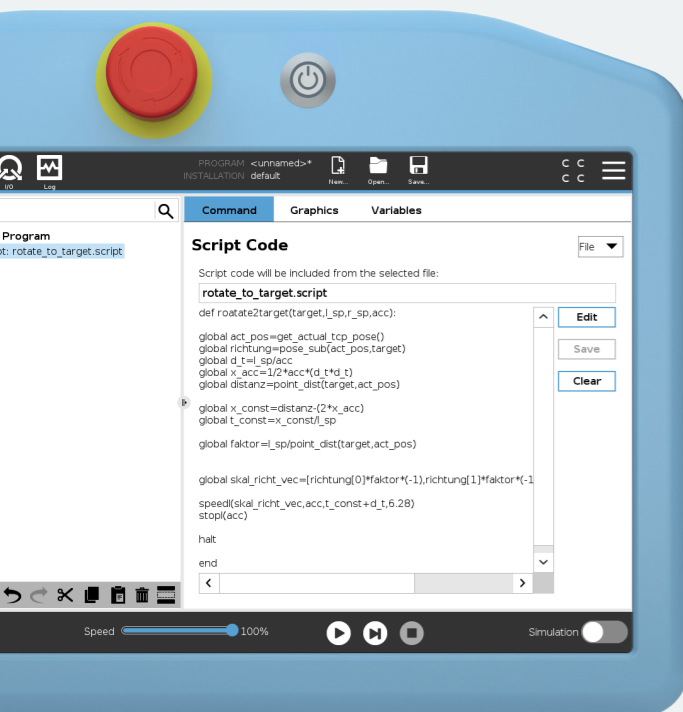 PROGRAM <unnamed>*
INSTALLATION default
I/O
Log
New...
Open...
Save...
C C
C C
Program
pt: rotate_to_target.script
Command
Graphics
Variables
Script Code
File
Script code will be included from the selected file:
rotate_to_target.script
def roatate2target(target,l_sp,r_sp,acc):
global act_pos=get_actual_tcp_pose()
global richtung=pose_sub(act_pos,target)
global d_t=l_sp/acc
global x_acc=1/2*acc*(d_t*d_t)
global distanz=point_dist(target,act_pos)
global x_const=distanz-(2*x_acc)
global t_const=x_const/l_sp
global faktor=l_sp/point_dist(target,act_pos)
global skal_richt_vec=[richtung[0]*faktor*(-1),richtung[1]*faktor*(-1
speedl(skal_richt_vec,acc,t_const+d_t,6.28)
stopl(acc)
halt
end
Edit
Save
Clear
Speed
100%
Simulation